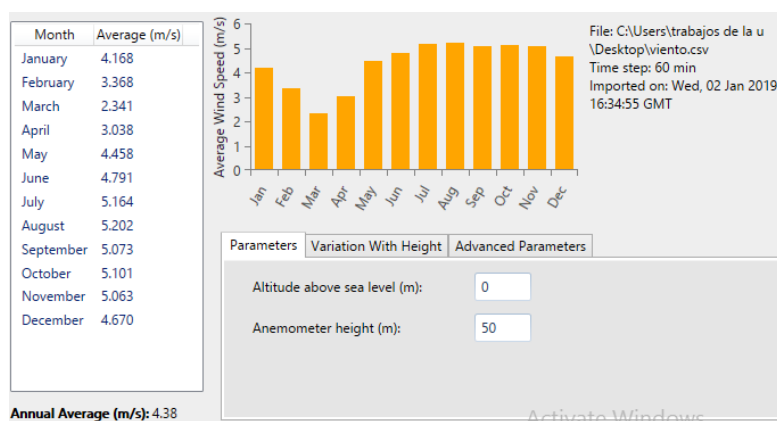 Month Average (m/s)
January 4.168
February 3.368
March 2.341
April 3.038
May 4.458
June 4.791
July 5.164
August 5.202
September 5.073
October 5.101
November 5.063
December 4.670
Annual Average (m/s): 4.38
Average Wind Speed (m/s)
6
5
4
3
2
1
0
Jan Feb Mar Apr May Jun Jul Aug Sep Oct Nov Dec
File: C:\Users\trabajos de la u
\Desktop\viento.csv
Time step: 60 min
Imported on: Wed, 02 Jan 2019
16:34:55 GMT
Parameters Variation With Height Advanced Parameters
Altitude above sea level (m): 0
Anemometer height (m): 50
Activate Windows